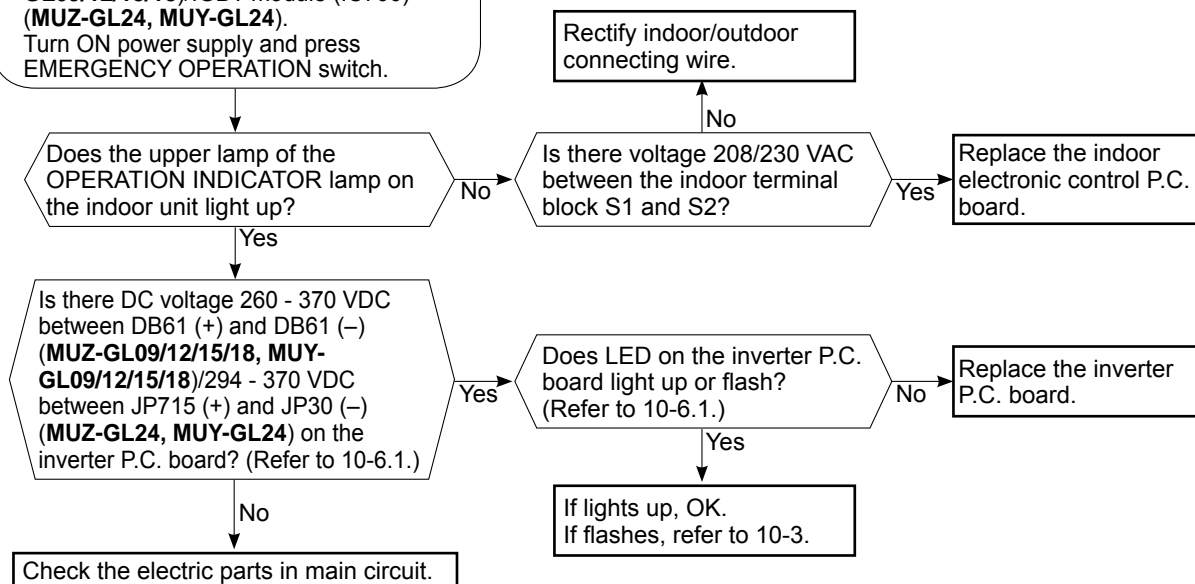 (MUZ-GL24, MUY-GL24).
Turn ON power supply and press
EMERGENCY OPERATION switch.
Rectify indoor/outdoor
connecting wire.
No
Does the upper lamp of the
OPERATION INDICATOR lamp on
the indoor unit light up?
No
Is there voltage 208/230 VAC
between the indoor terminal
block S1 and S2?
Yes
Replace the indoor
electronic control P.C.
board.
Yes
Is there DC voltage 260 - 370 VDC
between DB61 (+) and DB61 (–)
(MUZ-GL09/12/15/18, MUY-
GL09/12/15/18)/294 - 370 VDC
between JP715 (+) and JP30 (–)
(MUZ-GL24, MUY-GL24) on the
inverter P.C. board? (Refer to 10-6.1.)
Yes
Does LED on the inverter P.C.
board light up or flash?
(Refer to 10-6.1.)
No
Replace the inverter
P.C. board.
Yes
If lights up, OK.
If flashes, refer to 10-3.
No
Check the electric parts in main circuit.